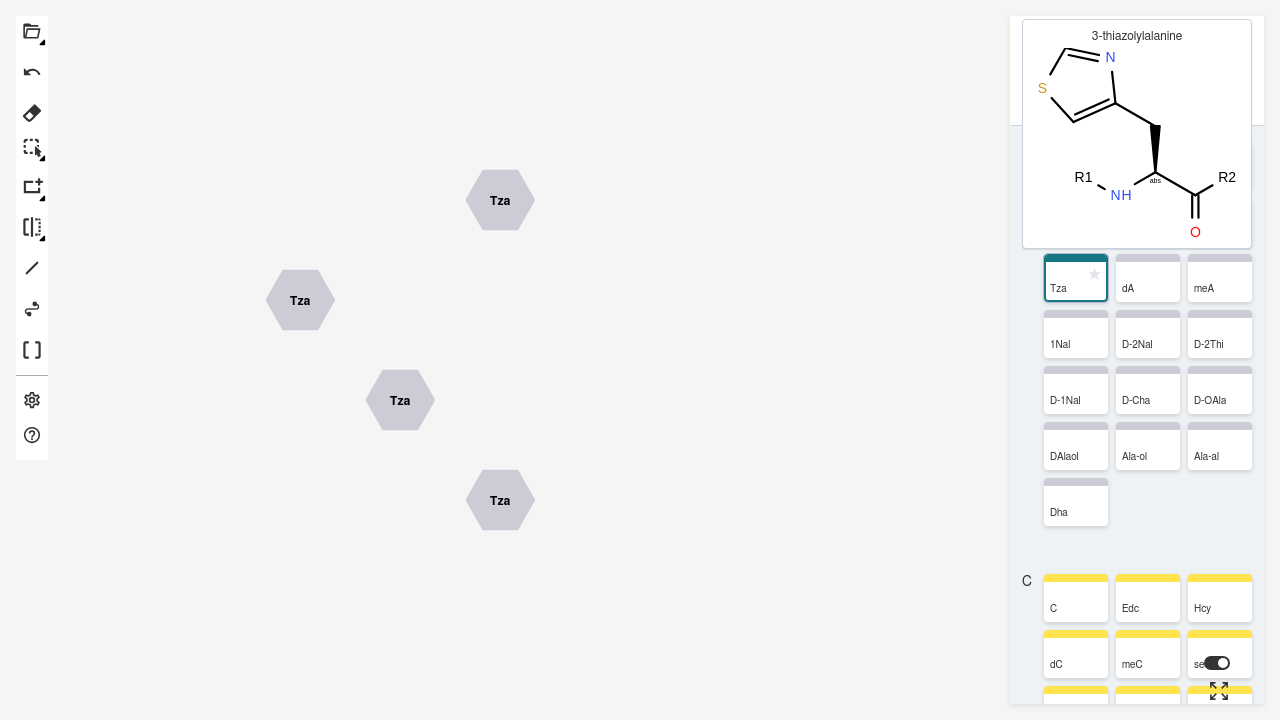 3-thiazolylalanine
N
S
R1
abs
R2
NH
O
Tza
Tza
Tza
Tza
Tza
dA
meA
1Nal
D-2Nal
D-2Thi
D-1Nal
D-Cha
D-OAla
DAlaol
Ala-ol
Ala-al
Dha
C
C
Edc
Hcy
dC
meC